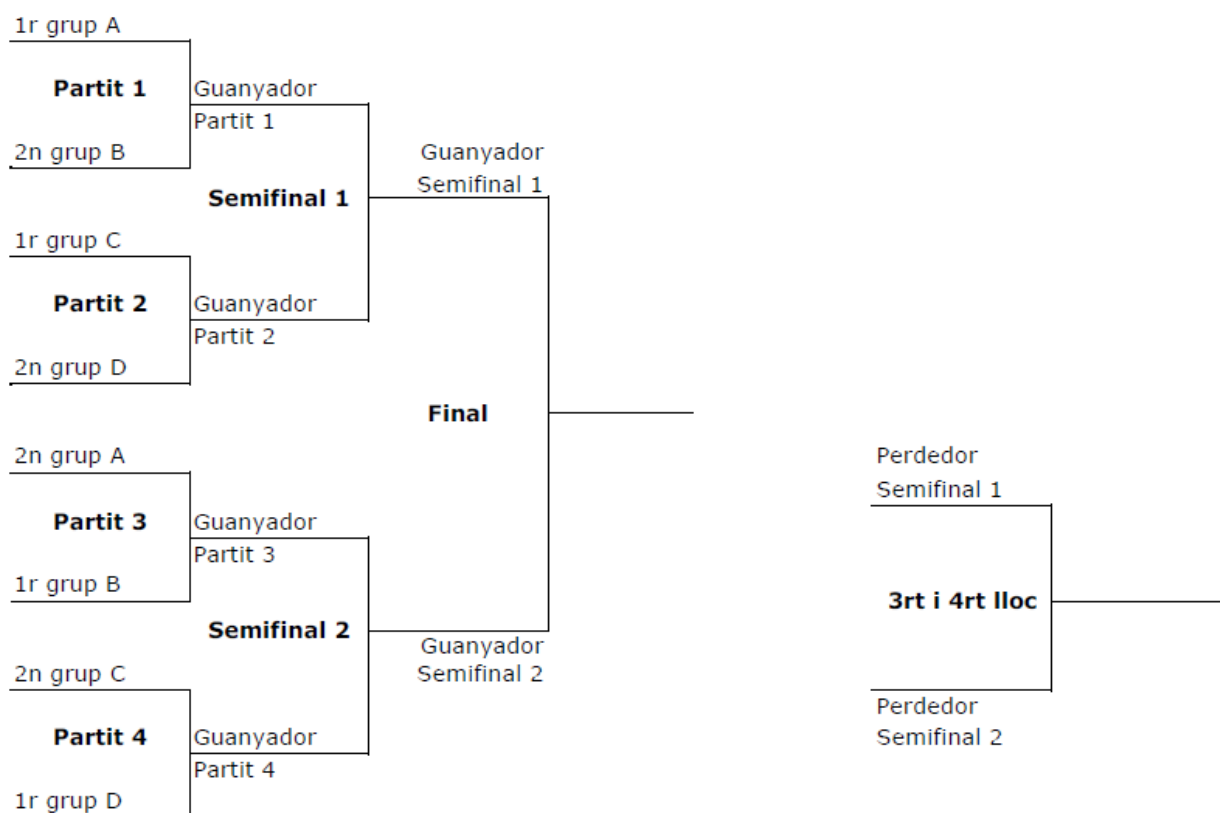 1r grup A
Partit 1
Guanyador
Partit 1
2n grup B
Guanyador
Semifinal 1
Semifinal 1
1r grup C
Partit 2
Guanyador
Partit 2
2n grup D
Final
2n grup A
Partit 3
Guanyador
Partit 3
1r grup B
Semifinal 2
Guanyador
Semifinal 2
2n grup C
Partit 4
Guanyador
Partit 4
1r grup D
Perdedor
Semifinal 1
3rt i 4rt lloc
Perdedor
Semifinal 2